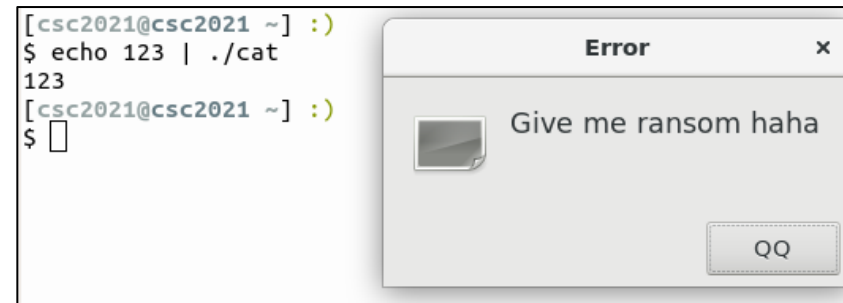 [csc2021@csc2021 ~] :)
$ echo 123 | ./cat
123
[csc2021@csc2021 ~] :)
$
Error ×
Give me ransom haha
QQ